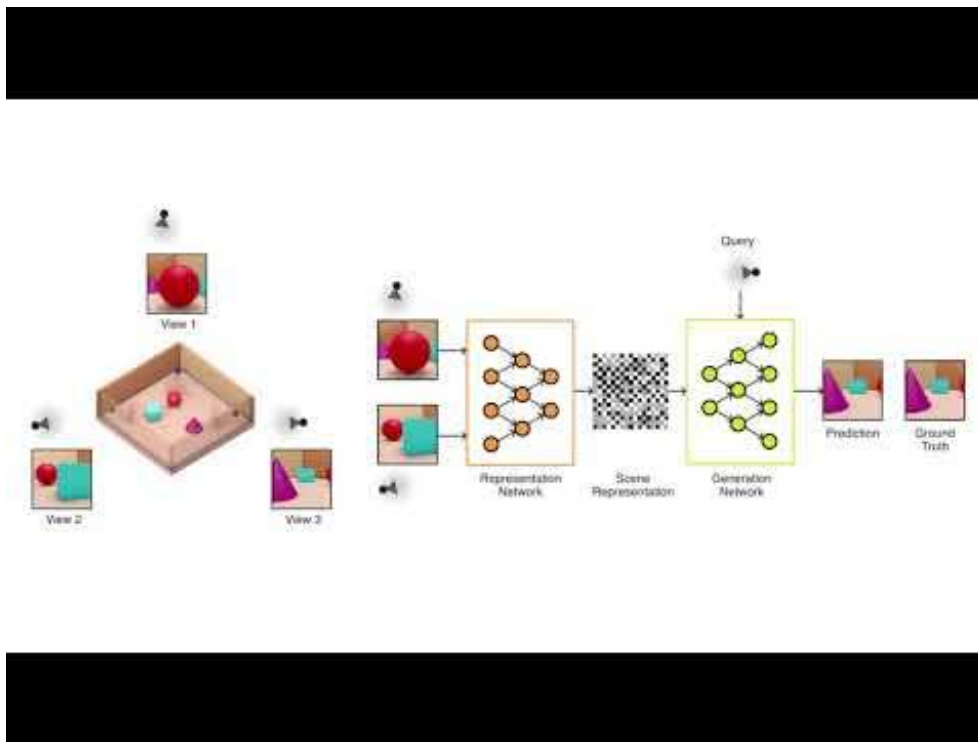 View 1
View 2
View 3
Query
Representation
Network
Scene
Representation
Generation
Network
Prediction
Ground
Truth